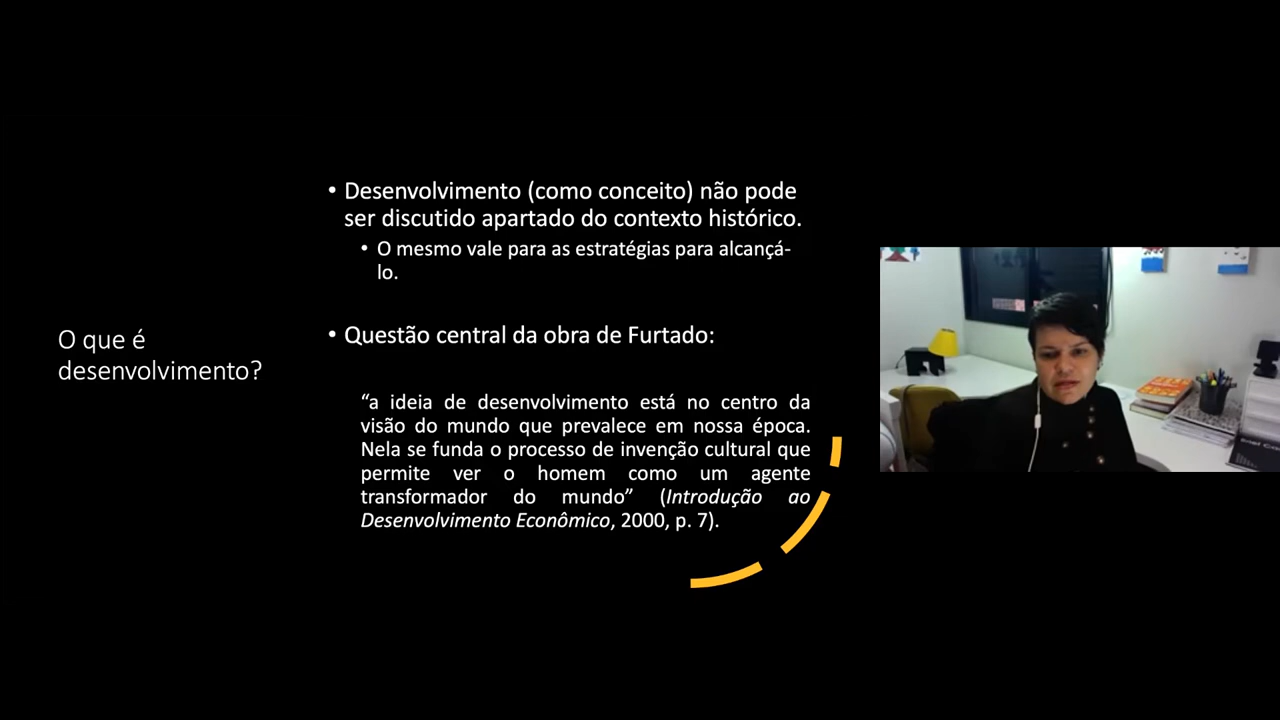 O que é
desenvolvimento?
• Desenvolvimento (como conceito) não pode
ser discutido apartado do contexto histórico.
• O mesmo vale para as estratégias para alcançá-
lo.
• Questão central da obra de Furtado:
“a ideia de desenvolvimento está no centro da
visão do mundo que prevalece em nossa época.
Nela se funda o processo de invenção cultural que
permite ver o homem como um agente
transformador do mundo” (Introdução ao
Desenvolvimento Econômico, 2000, p. 7).